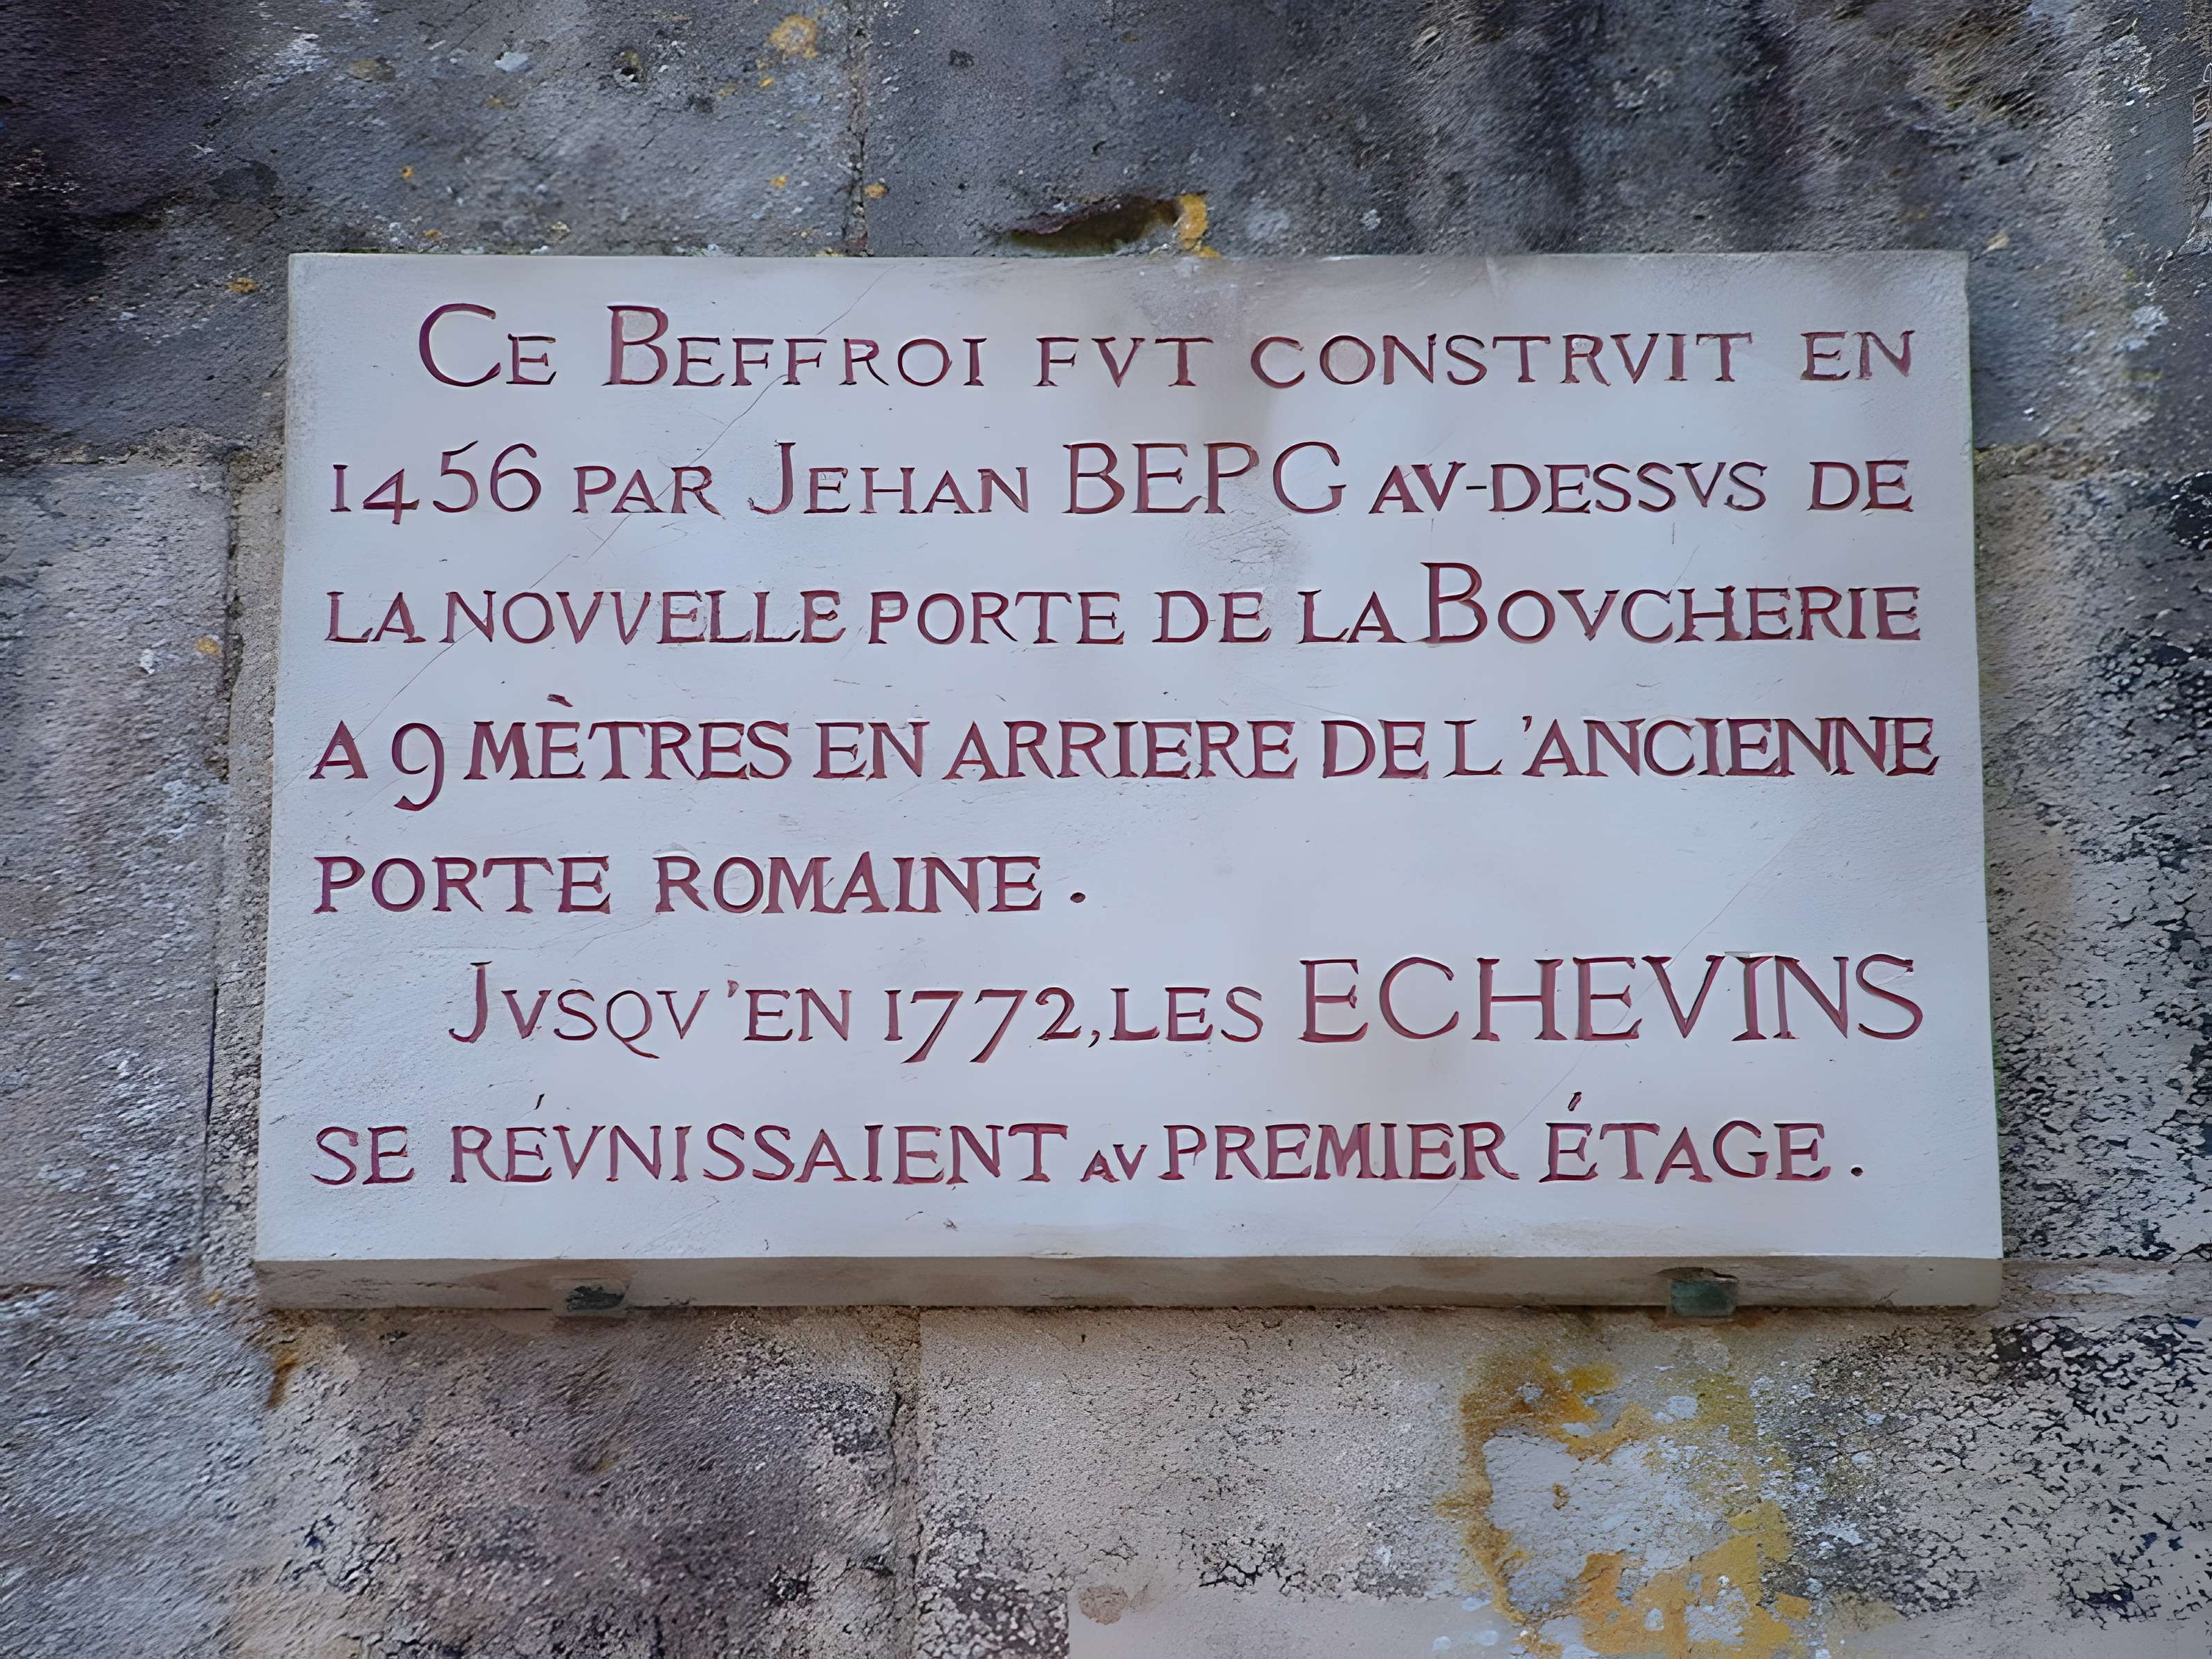 Ce Beffroi fvt constrvit en
1456 par Jehan BEPG av-dessvs de
la novvelle porte de la Bovcherie
A 9 MÈTRES EN ARRIERE DE L'ANCIENNE
PORTE ROMAINE.
Jvsqv'en 1772, les ECHEVINS
SE RÉVNISSAIENT AV PREMIER ÉTAGE.